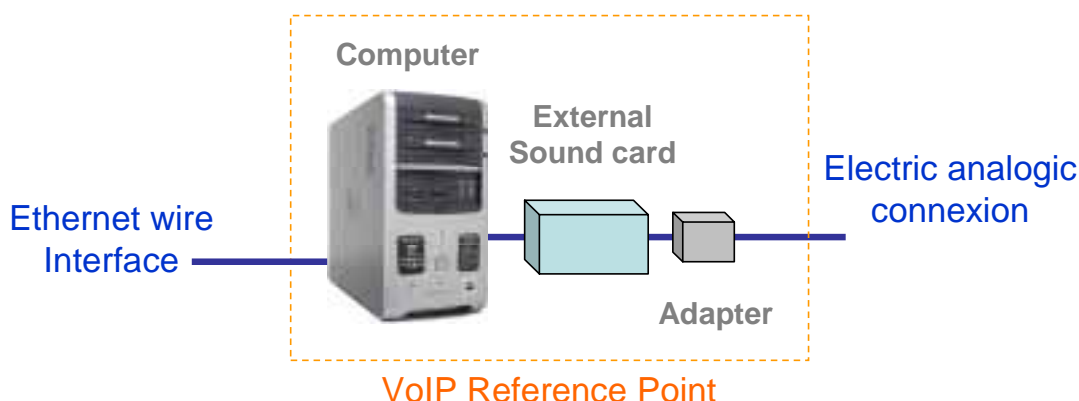 Computer
External
Sound card
Electric analogic
connexion
Ethernet wire
Interface
Adapter
VoIP Reference Point